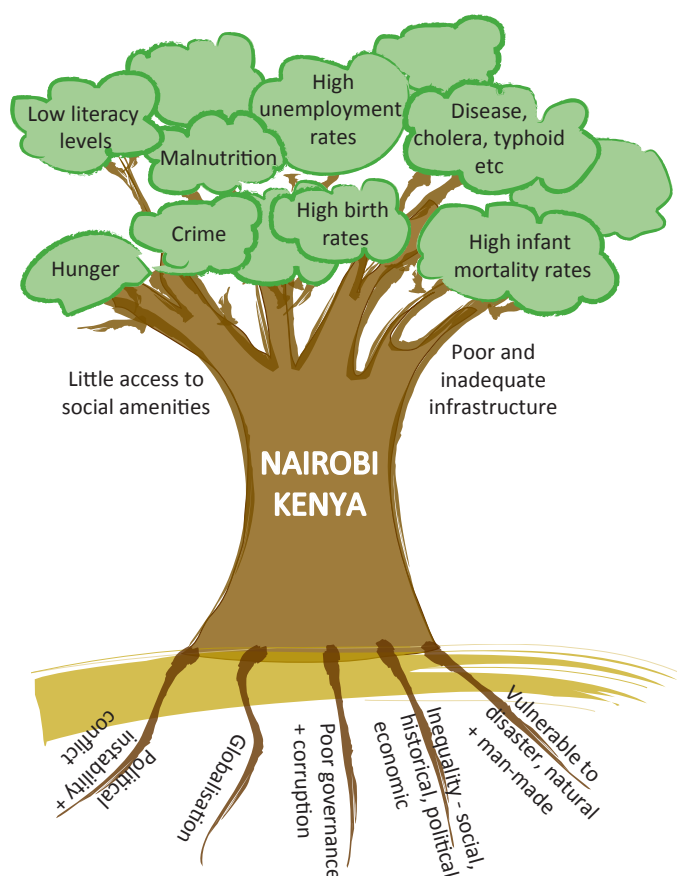 High
unemployment
rates
Low literacy
levels
Disease,
cholera, typhoid
etc
Malnutrition
High birth
rates
Crime
High infant
mortality rates
Hunger
Little access to
social amenities
Poor and
inadequate
infrastructure
NAIROBI
KENYA
Political
instability +
conflict
Globalisation
Poor governance
+ corruption
Inequality - social,
historical, political
economic
Vulnerable to
disaster, natural
+ man-made